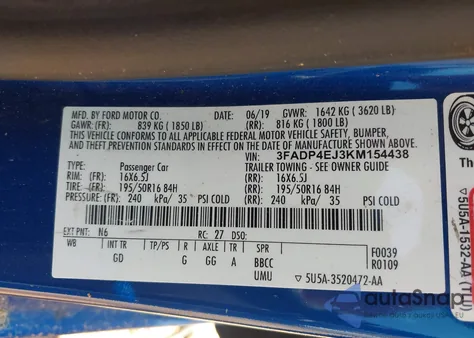 MFD. BY FORD MOTOR CO. DATE: 06/19 GVWR: 1642 KG ( 3620 LB)
GAWR: (FR): 839 KG ( 1850 LB) (RR): 816 KG ( 1800 LB)
THIS VEHICLE CONFORMS TO ALL APPLICABLE FEDERAL MOTOR VEHICLE SAFETY, BUMPER,
AND THEFT PREVENTION STANDARDS IN EFFECT ON THE DATE OF MANUFACTURE SHOWN ABOVE.
VIN: 3FADP4EJ3KM154438
TYPE: Passenger Car TRAILER TOWING - SEE OWNER GUIDE
RIM: 16X6.5J (RR): 16X6.5J
TIRE: (FR): 195/50R16 84H (RR): 195/50R16 84H
PRESSURE: (FR): 240 kPa/ 35 PSI COLD (RR): 240 kPa/ 35 PSI COLD
EXT PNT: N6 RC: 27 DSO:
WB INT TR TP/PS R AXLE TR SPR F0039
GD G GG A BBCC R0109
UMU ▽ 5U5A-3520472-AA
5U5A-1532-AA
autoSnap